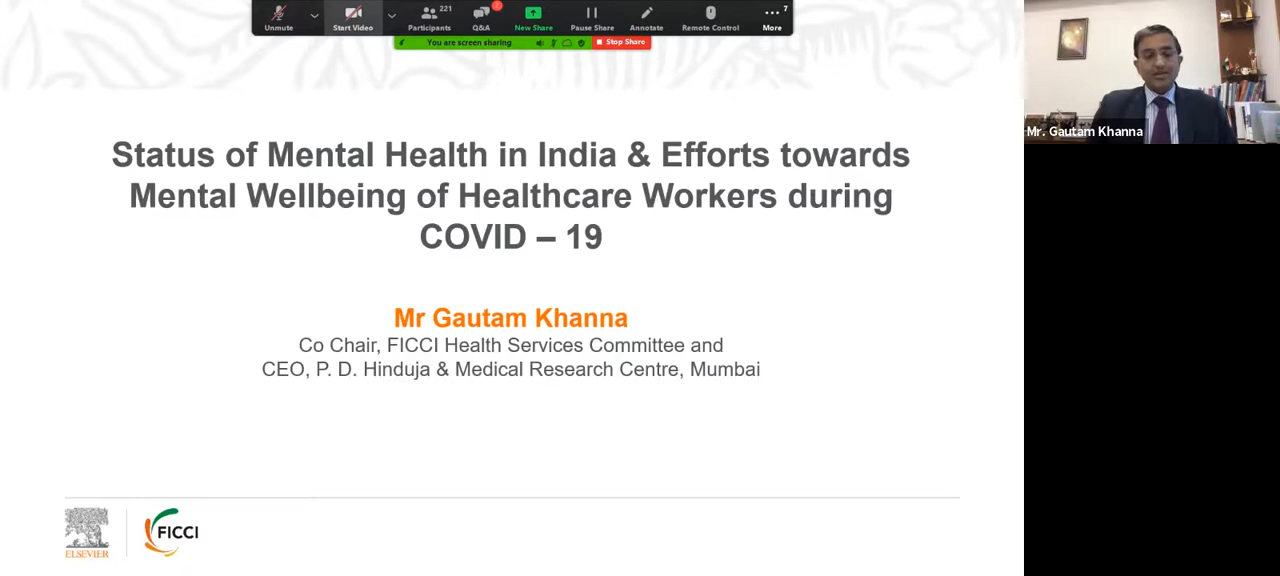 221
2
7
Unmute
Start Video
Participants
Q&A
New Share
Pause Share
Annotate
Remote Control
More
You are screen sharing
Stop Share
Mr. Gautam Khanna
Status of Mental Health in India & Efforts towards
Mental Wellbeing of Healthcare Workers during
COVID – 19
Mr Gautam Khanna
Co Chair, FICCI Health Services Committee and
CEO, P. D. Hinduja & Medical Research Centre, Mumbai
ELSEVIER
FICCI